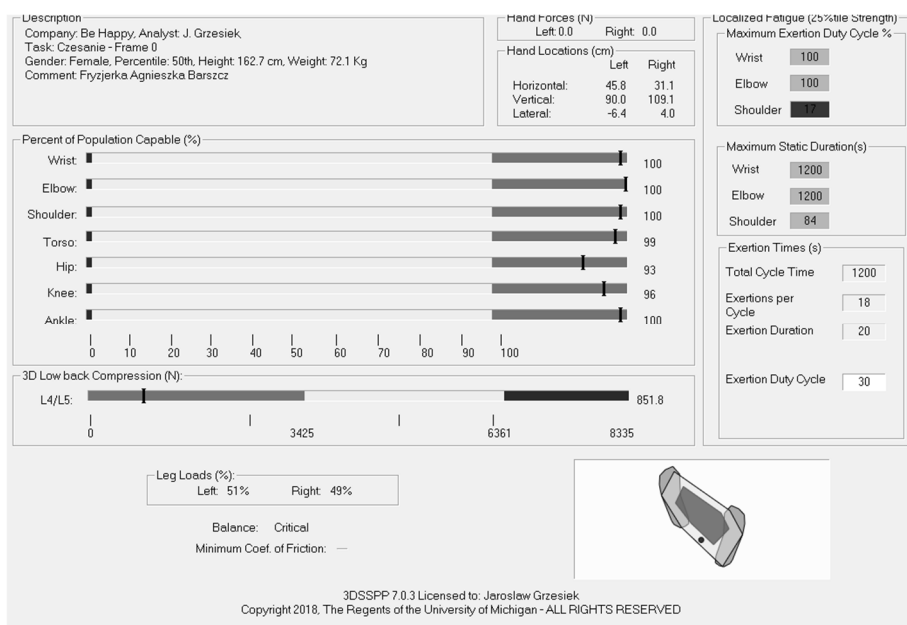 Description
Company: Be Happy, Analyst: J. Grzesiek,
Task: Czesanie - Frame 0
Gender: Female, Percentile: 50th, Height: 162.7 cm, Weight: 72.1 Kg
Comment: Fryzjerka Agnieszka Barszcz
Hand Forces (N)
Left: 0.0 Right: 0.0
Hand Locations (cm)
Left Right
Horizontal: 45.8 31.1
Vertical: 90.0 109.1
Lateral: -6.4 4.0
Localized Fatigue (25%tile Strength)
Maximum Exertion Duty Cycle %
Wrist 100
Elbow 100
Shoulder 17
Maximum Static Duration(s)
Wrist 1200
Elbow 1200
Shoulder 84
Exertion Times (s)
Total Cycle Time 1200
Exertions per
Cycle 18
Exertion Duration 20
Exertion Duty Cycle 30
Percent of Population Capable (%)
Wrist: 100
Elbow: 100
Shoulder: 100
Torso: 99
Hip: 93
Knee: 96
Ankle: 100
0 10 20 30 40 50 60 70 80 90 100
3D Low back Compression (N):
L4/L5: 851.8
0 3425 6361 8335
Leg Loads (%):
Left: 51% Right: 49%
Balance: Critical
Minimum Coef. of Friction: —
3DSSPP 7.0.3 Licensed to: Jaroslaw Grzesiek
Copyright 2018, The Regents of the University of Michigan - ALL RIGHTS RESERVED